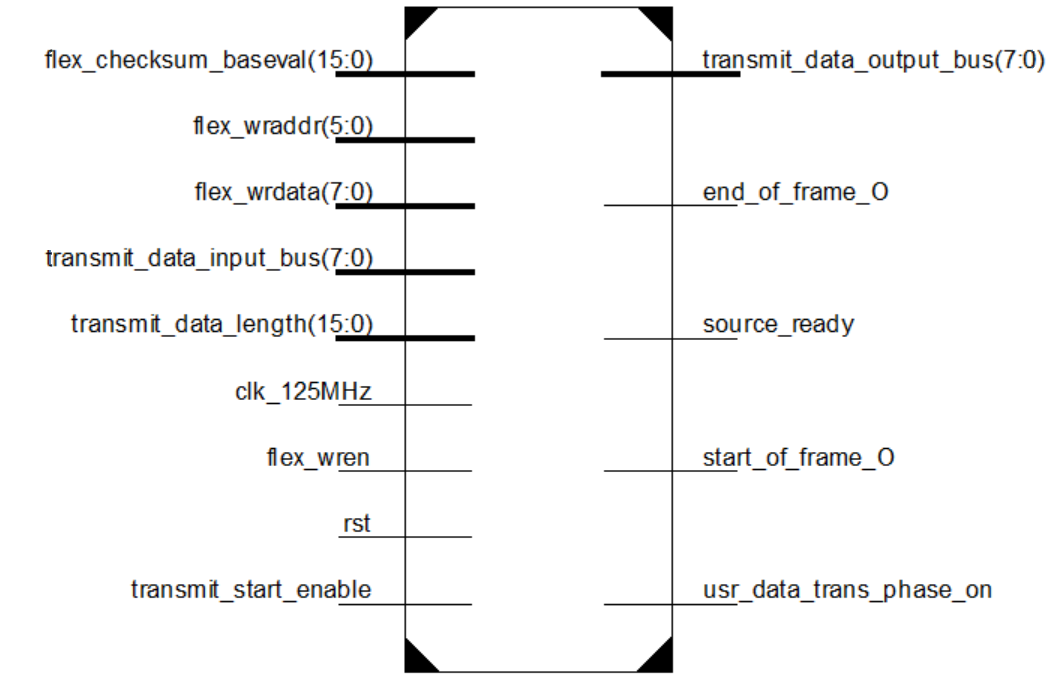 flex_checksum_baseval(15:0)
transmit_data_output_bus(7:0)
flex_wraddr(5:0)
flex_wrdata(7:0)
end_of_frame_O
transmit_data_input_bus(7:0)
transmit_data_length(15:0)
source_ready
clk_125MHz
flex_wren
start_of_frame_O
rst
transmit_start_enable
usr_data_trans_phase_on